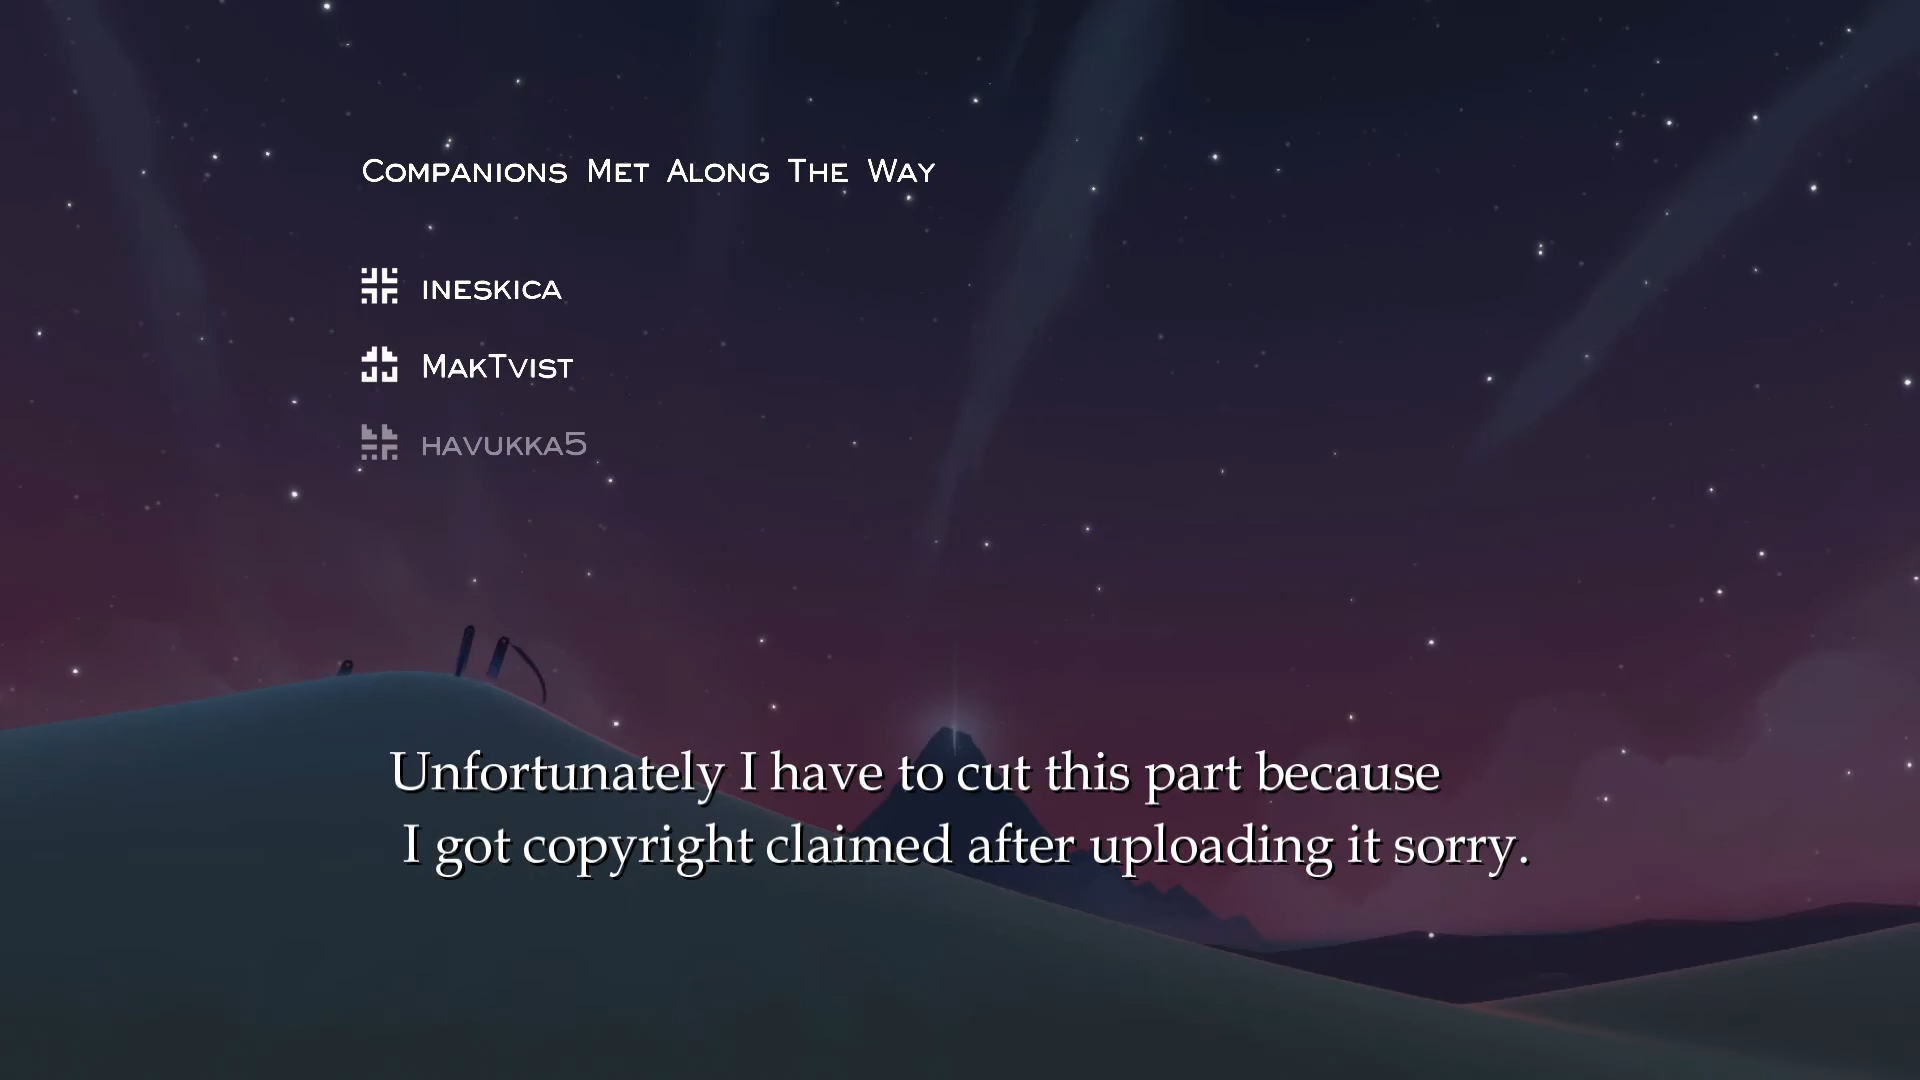 Companions Met Along The Way
ineskica
MakTvist
havukka5
Unfortunately I have to cut this part because
I got copyright claimed after uploading it sorry.